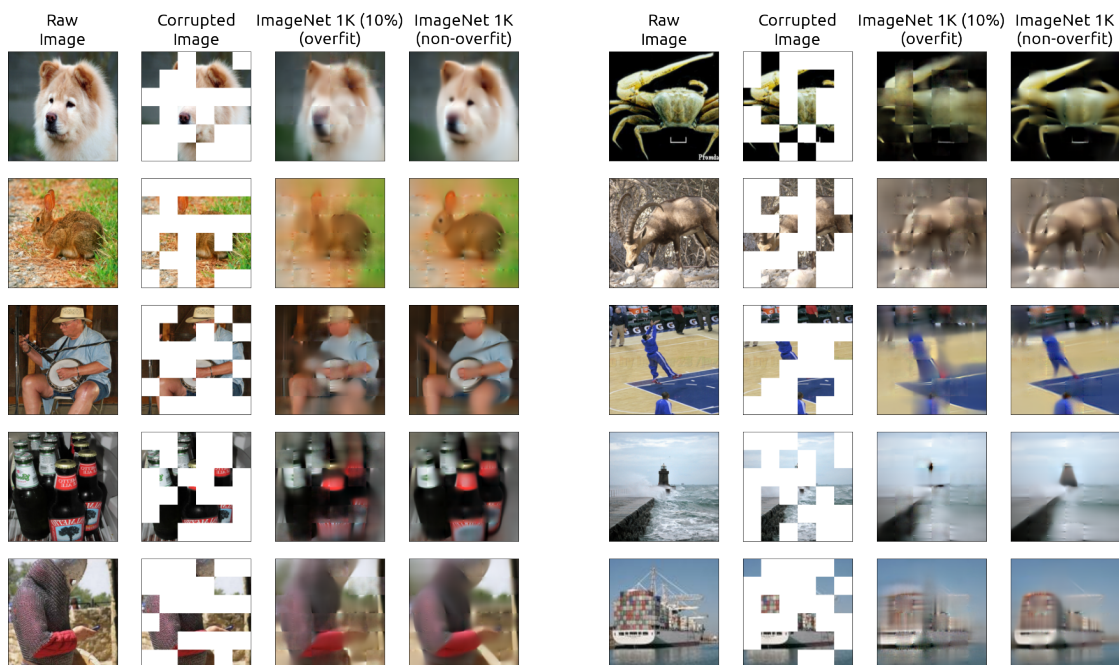 Raw
Image
Corrupted
Image
ImageNet 1K (10%)
(overfit)
ImageNet 1K
(non-overfit)
Raw
Image
Corrupted
Image
ImageNet 1K (10%)
(overfit)
ImageNet 1K
(non-overfit)